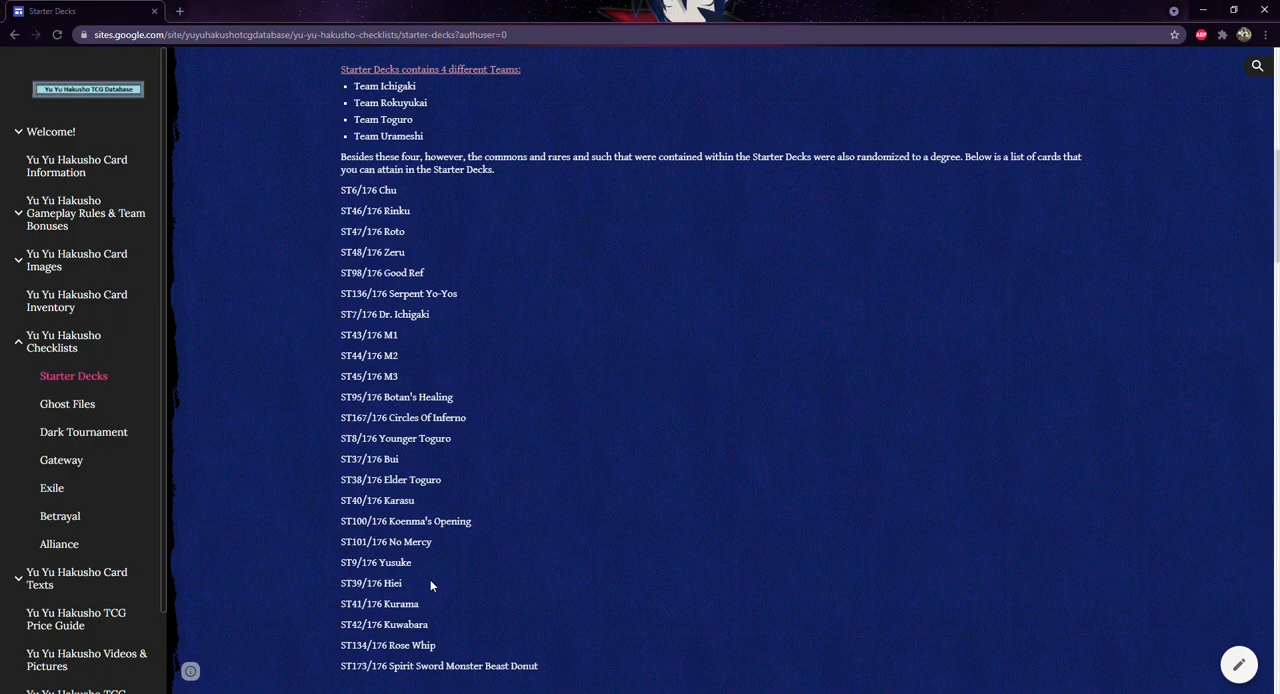 Starter Decks
sites.google.com/site/yuyuhakushotcgdatabase/yu-yu-hakusho-checklists/starter-decks?authuser=0
ABP
Yu Yu Hakusho TCG Database
Welcome!
Yu Yu Hakusho Card
Information
Yu Yu Hakusho
Gameplay Rules & Team
Bonuses
Yu Yu Hakusho Card
Images
Yu Yu Hakusho Card
Inventory
Yu Yu Hakusho
Checklists
Starter Decks
Ghost Files
Dark Tournament
Gateway
Exile
Betrayal
Alliance
Yu Yu Hakusho Card
Texts
Yu Yu Hakusho TCG
Price Guide
Yu Yu Hakusho Videos &
Pictures
Yu Yu Hakusho TCG
Starter Decks contains 4 different Teams:
Team Ichigaki
Team Rokuyukai
Team Toguro
Team Urameshi
Besides these four, however, the commons and rares and such that were contained within the Starter Decks were also randomized to a degree. Below is a list of cards that
you can attain in the Starter Decks.
ST6/176 Chu
ST46/176 Rinku
ST47/176 Roto
ST48/176 Zeru
ST98/176 Good Ref
ST136/176 Serpent Yo-Yos
ST7/176 Dr. Ichigaki
ST43/176 M1
ST44/176 M2
ST45/176 M3
ST95/176 Botan's Healing
ST167/176 Circles Of Inferno
ST8/176 Younger Toguro
ST37/176 Bui
ST38/176 Elder Toguro
ST40/176 Karasu
ST100/176 Koenma's Opening
ST101/176 No Mercy
ST9/176 Yusuke
ST39/176 Hiei
ST41/176 Kurama
ST42/176 Kuwabara
ST134/176 Rose Whip
ST173/176 Spirit Sword Monster Beast Donut